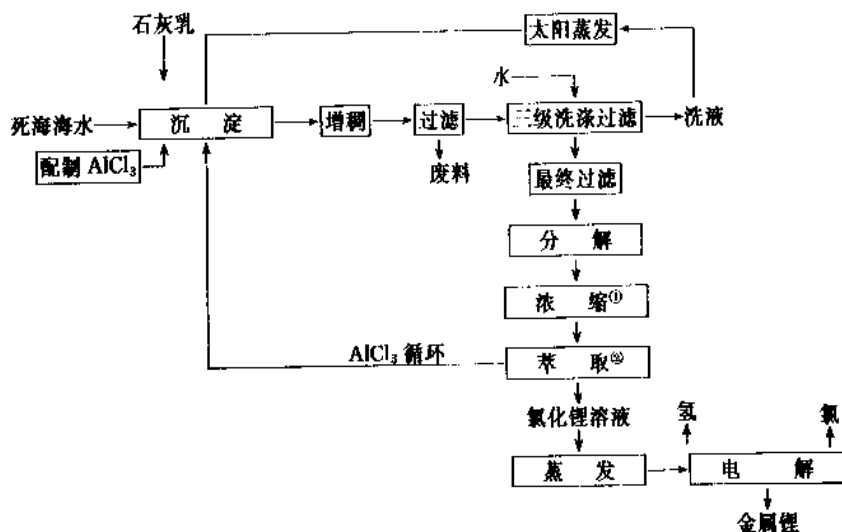 石灰乳
太阳蒸发
水
死海海水
沉 淀
增稠
过滤
三级洗涤过滤
洗液
配制 AlCl₃
废料
最终过滤
分 解
浓 缩①
AlCl₃ 循环
萃 取②
氯化锂溶液
氢
氯
蒸 发
电 解
金属锂